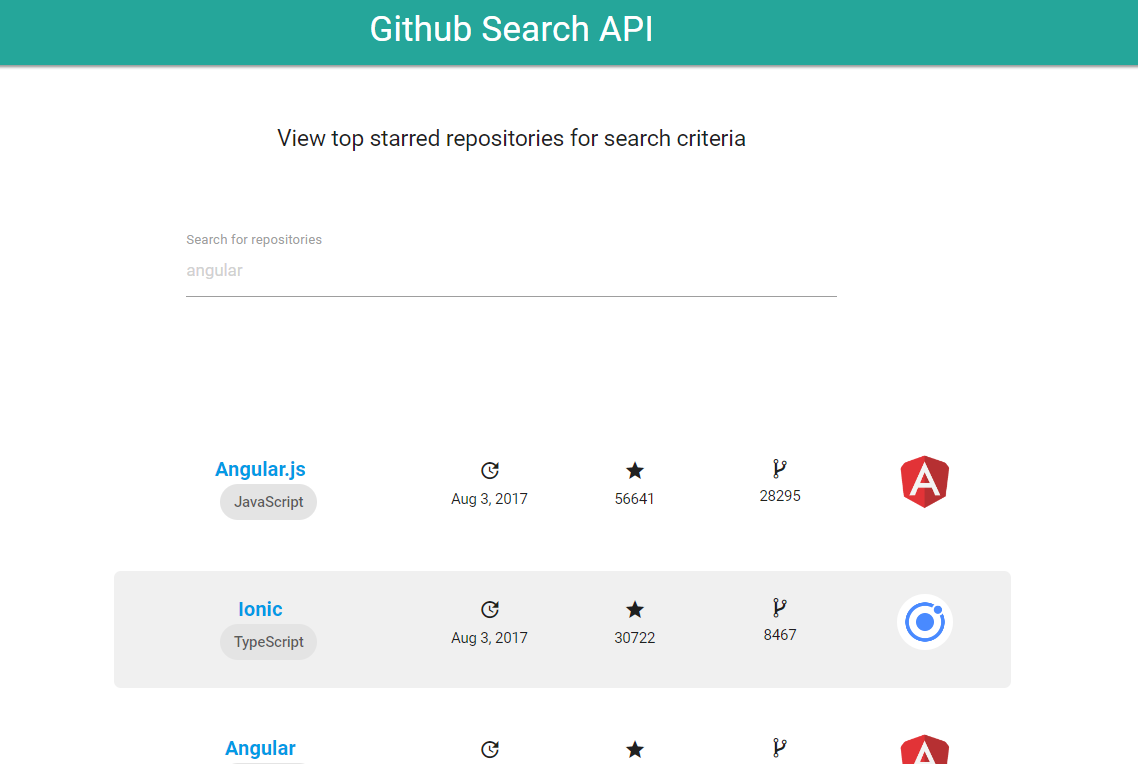 Github Search API
View top starred repositories for search criteria
Search for repositories
angular
Angular.js
JavaScript
Aug 3, 2017
56641
28295
Ionic
TypeScript
Aug 3, 2017
30722
8467
Angular